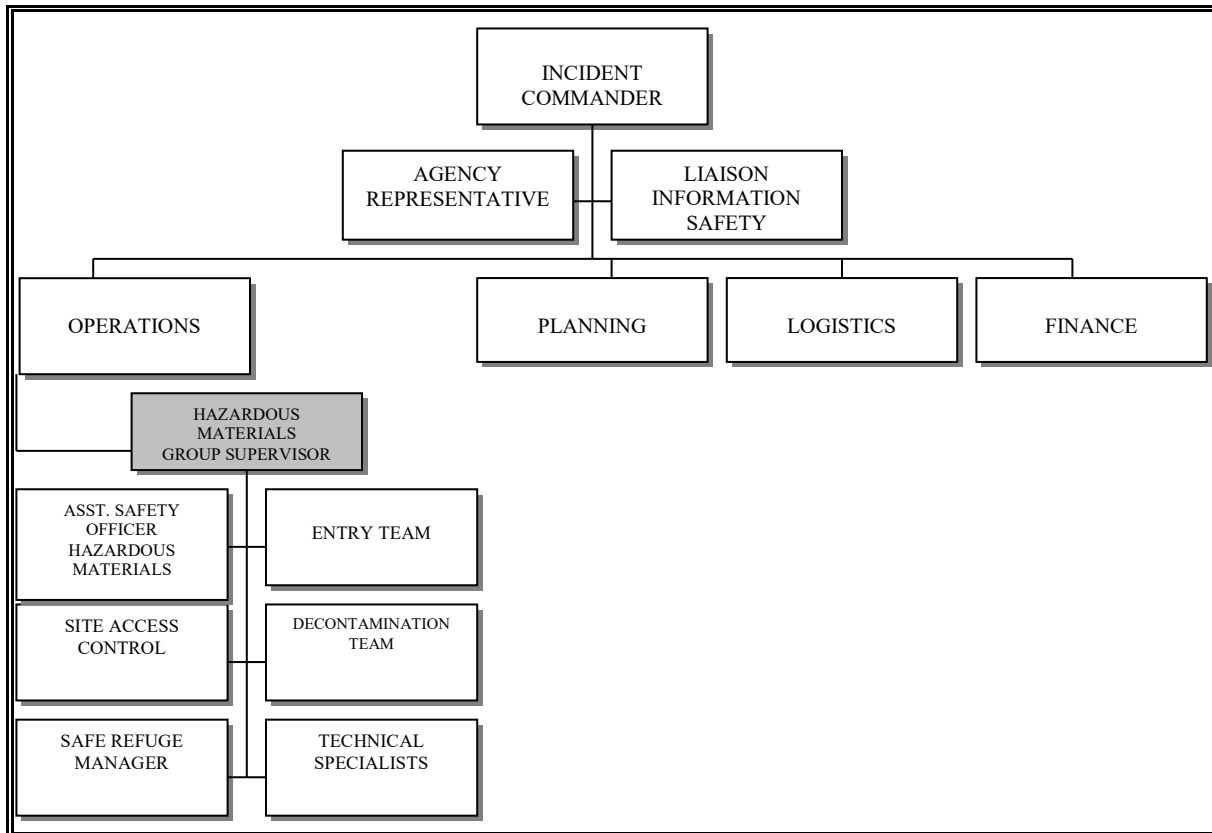 INCIDENT
COMMANDER
AGENCY
REPRESENTATIVE
LIAISON
INFORMATION
SAFETY
OPERATIONS
PLANNING
LOGISTICS
FINANCE
HAZARDOUS
MATERIALS
GROUP SUPERVISOR
ASST. SAFETY
OFFICER
HAZARDOUS
MATERIALS
ENTRY TEAM
SITE ACCESS
CONTROL
DECONTAMINATION
TEAM
SAFE REFUGE
MANAGER
TECHNICAL
SPECIALISTS